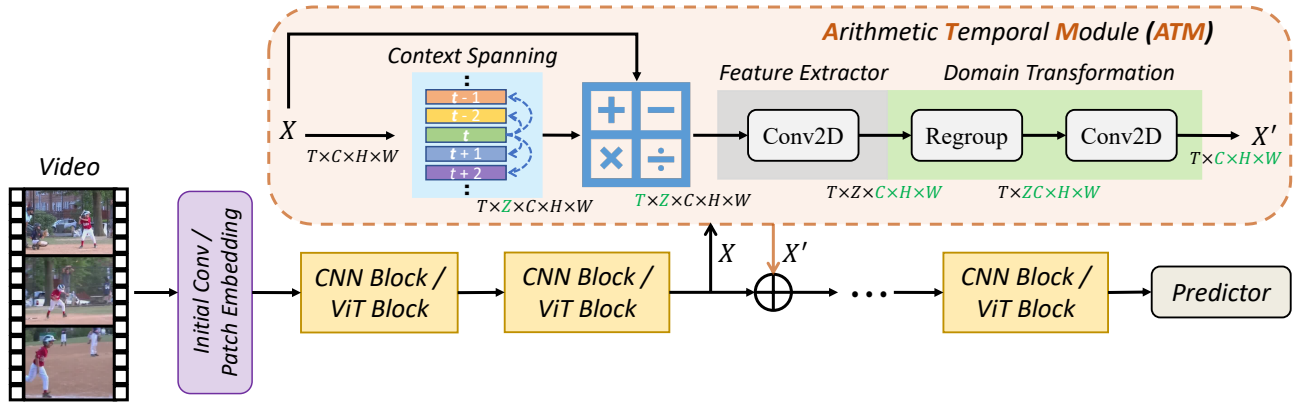 Arithmetic Temporal Module (ATM)
Context Spanning
Feature Extractor
Domain Transformation
⋮
t - 1
t - 2
t
t + 1
t + 2
⋮
X
T×C×H×W
+ −
× ÷
Conv2D
Regroup
Conv2D
X′
T×C×H×W
T×Z×C×H×W
T×Z×C×H×W
T×Z×C×H×W
T×ZC×H×W
Video
X
X′
Initial Conv /
Patch Embedding
CNN Block /
ViT Block
CNN Block /
ViT Block
•••
CNN Block /
ViT Block
Predictor